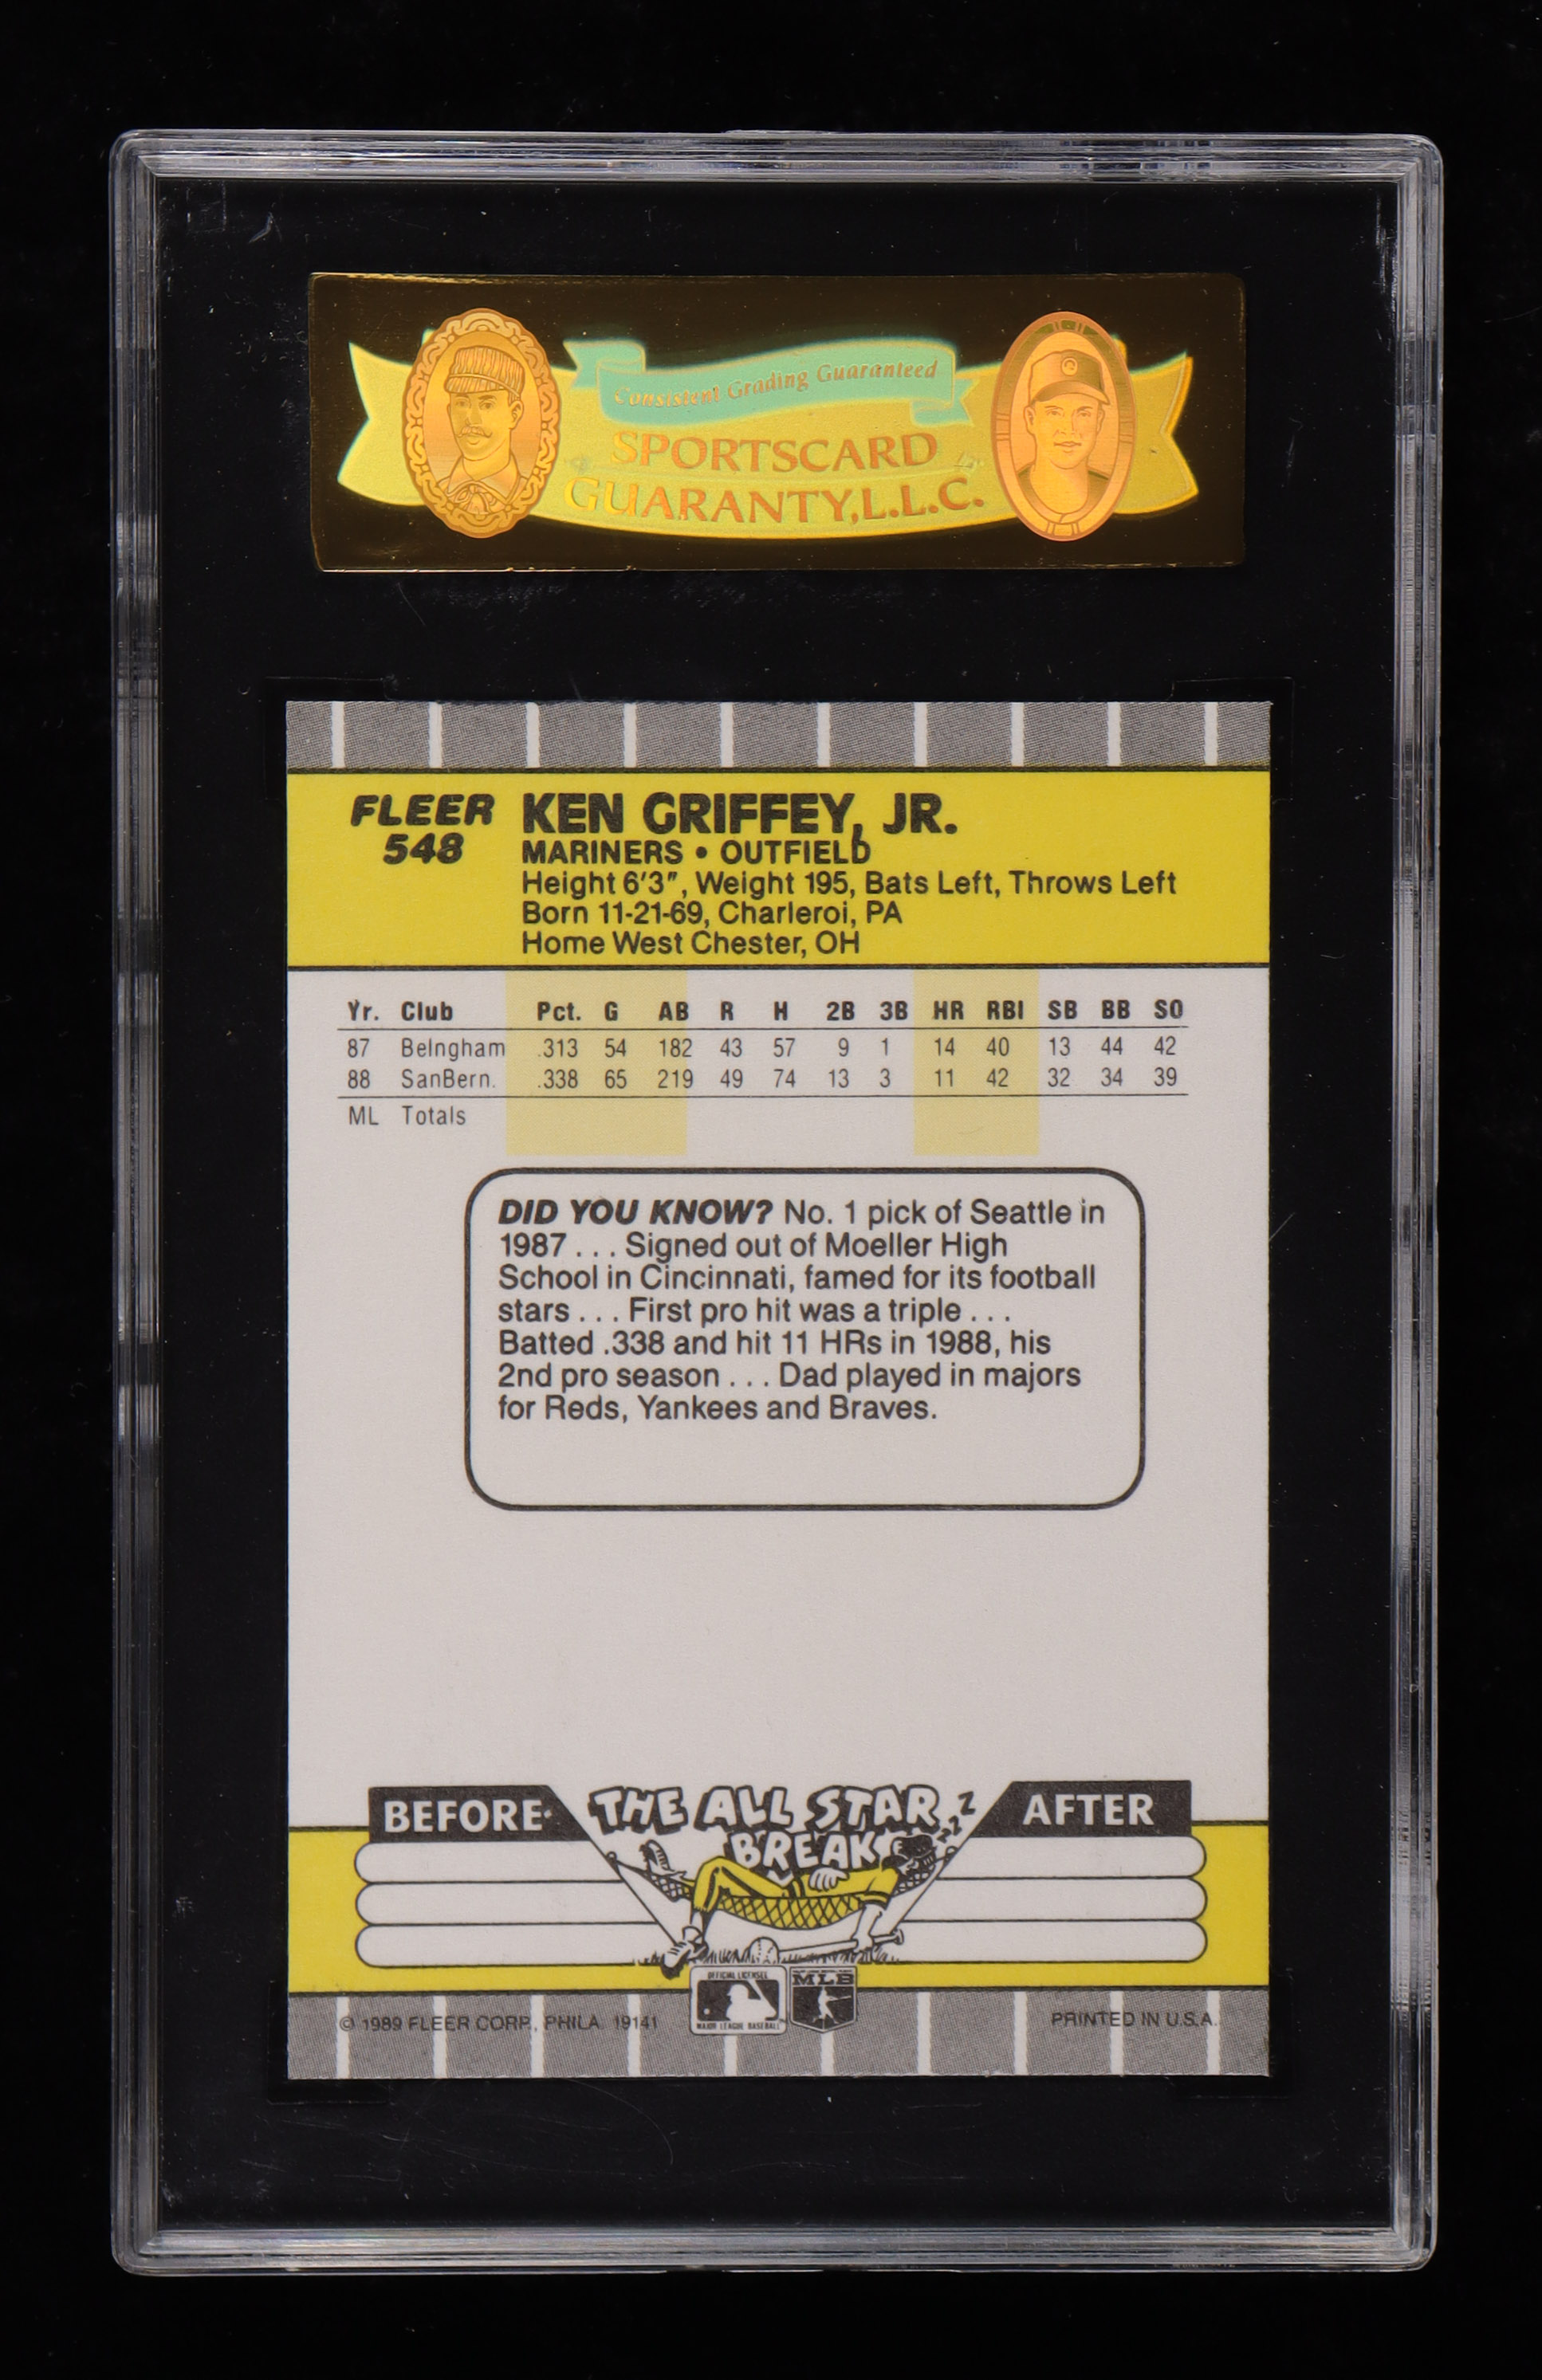 Consistent Grading Guaranteed
SPORTSCARD
GUARANTY, L.L.C.
FLEER
548
KEN GRIFFEY, JR.
MARINERS • OUTFIELD
Height 6'3", Weight 195, Bats Left, Throws Left
Born 11-21-69, Charleroi, PA
Home West Chester, OH
Yr. Club Pct. G AB R H 2B 3B HR RBI SB BB SO
87 Belngham .313 54 182 43 57 9 1 14 40 13 44 42
88 SanBern. .338 65 219 49 74 13 3 11 42 32 34 39
ML Totals
DID YOU KNOW? No. 1 pick of Seattle in
1987 . . . Signed out of Moeller High
School in Cincinnati, famed for its football
stars . . . First pro hit was a triple . . .
Batted .338 and hit 11 HRs in 1988, his
2nd pro season . . . Dad played in majors
for Reds, Yankees and Braves.
BEFORE
THE ALL STAR
BREAK
zzzz
AFTER
OFFICIAL LICENSEE
MAJOR LEAGUE BASEBALL
MLB
© 1989 FLEER CORP., PHILA. 19141
PRINTED IN U.S.A.